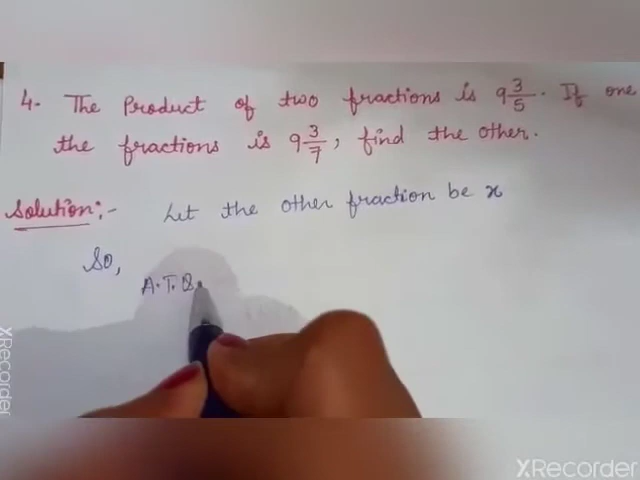 4. The Product of two fractions is 9 3/5. If one
the fractions is 9 3/7, find the other.
Solution:- Let the other fraction be x
So,
A.T.Q.
XRecorder
XRecorder